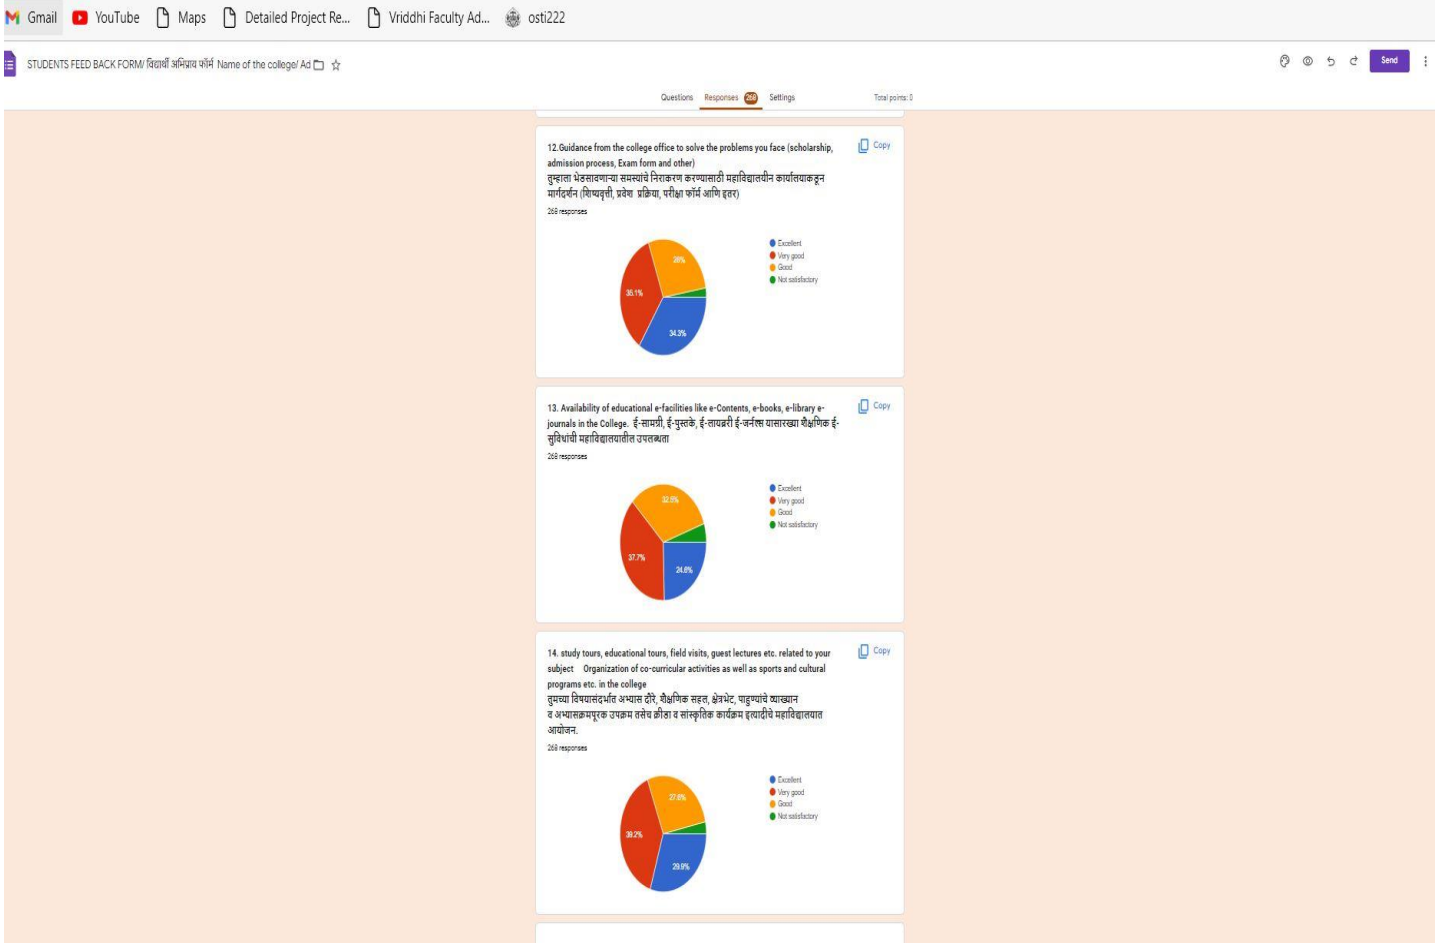 Gmail YouTube Maps Detailed Project Re... Vriddhi Faculty Ad... osti222
STUDENTS FEED BACK FORM/ विद्यार्थी अभिप्राय फॉर्म Name of the college/ Ad
Send
Questions Responses 268 Settings Total points: 0
12.Guidance from the college office to solve the problems you face (scholarship,
admission process, Exam form and other)
तुम्हाला भेडसावणाऱ्या समस्यांचे निराकरण करण्यासाठी महाविद्यालयीन कार्यालयाकडून
मार्गदर्शन (शिष्यवृत्ती, प्रवेश प्रक्रिया, परीक्षा फॉर्म आणि इतर)
Copy
268 responses
Excellent
Very good
Good
Not satisfactory
28%
35.1%
34.3%
13. Availability of educational e-facilities like e-Contents, e-books, e-library e-
journals in the College. ई-सामग्री, ई-पुस्तके, ई-लायब्ररी ई-जर्नल्स यासारख्या शैक्षणिक ई-
सुविधांची महाविद्यालयातील उपलब्धता
Copy
268 responses
Excellent
Very good
Good
Not satisfactory
32.5%
37.7%
24.6%
14. study tours, educational tours, field visits, guest lectures etc. related to your
subject Organization of co-curricular activities as well as sports and cultural
programs etc. in the college
तुमच्या विषयासंदर्भात अभ्यास दौरे, शैक्षणिक सहल, क्षेत्रभेट, पाहुण्यांचे व्याख्यान
व अभ्यासक्रमपूरक उपक्रम तसेच क्रीडा व सांस्कृतिक कार्यक्रम इत्यादीचे महाविद्यालयात
आयोजन.
Copy
268 responses
Excellent
Very good
Good
Not satisfactory
27.6%
39.2%
29.9%